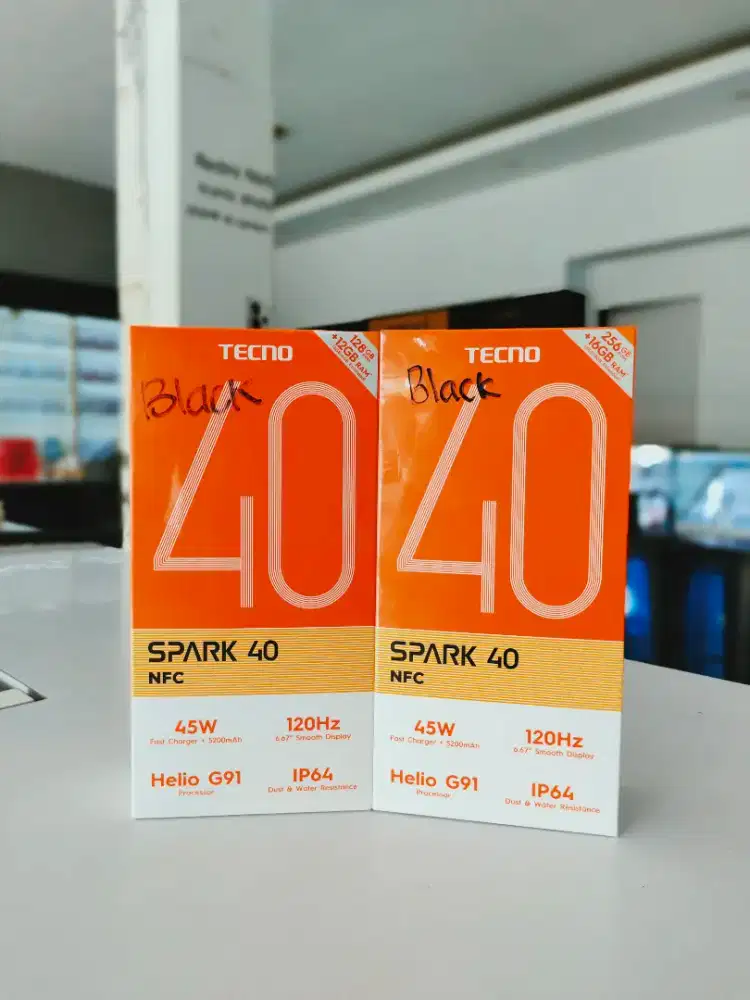 TECNO
128GB
+12GB RAM
Black
40
SPARK 40
NFC
45W
Fast Charger + 5200mAh
120Hz
6.67" Smooth Display
Helio G91
Processor
IP64
Dust & Water Resistance
TECNO
256GB
+16GB RAM
Black
40
SPARK 40
NFC
45W
Fast Charger + 5200mAh
120Hz
6.67" Smooth Display
Helio G91
Processor
IP64
Dust & Water Resistance